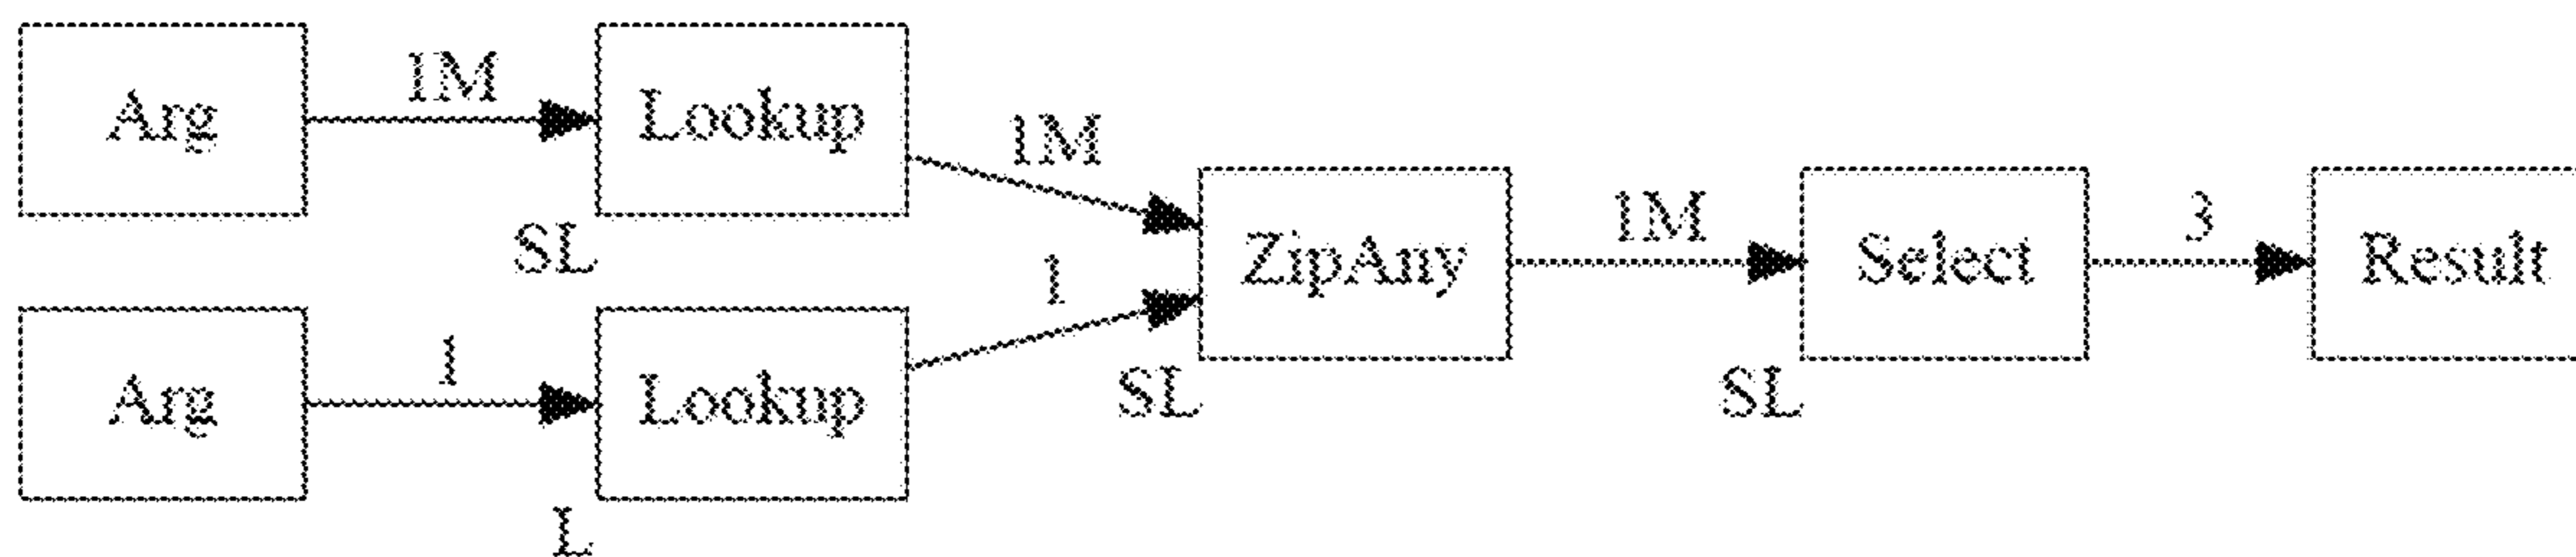 Arg
1M
Lookup
SL
1M
Arg
1
Lookup
L
1
ZipAny
SL
1M
Select
SL
3
Result